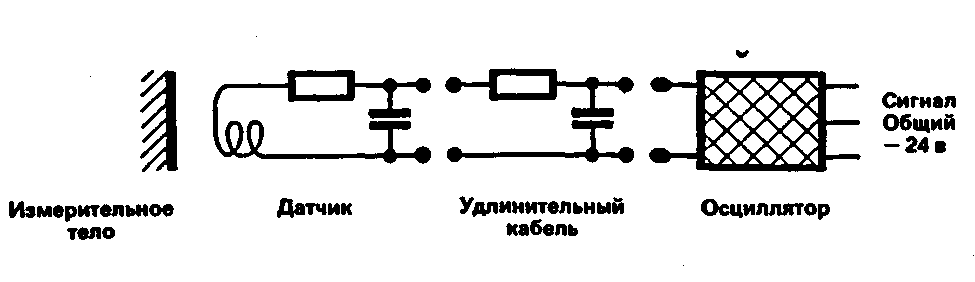 Сигнал
Общий
– 24 в
Измерительное
тело
Датчик
Удлинительный
кабель
Осциллятор